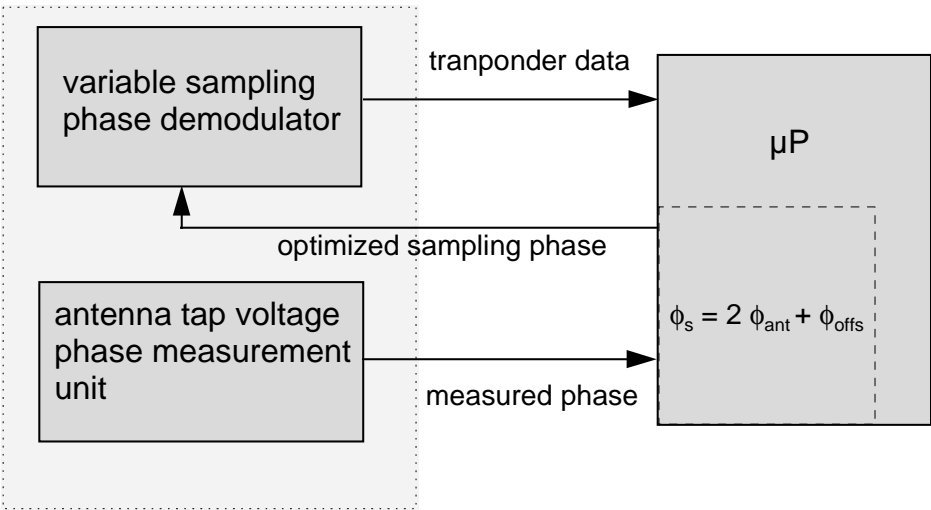 variable sampling
phase demodulator
tranponder data
µP
optimized sampling phase
antenna tap voltage
phase measurement
unit
ϕs = 2 ϕant + ϕoffs
measured phase